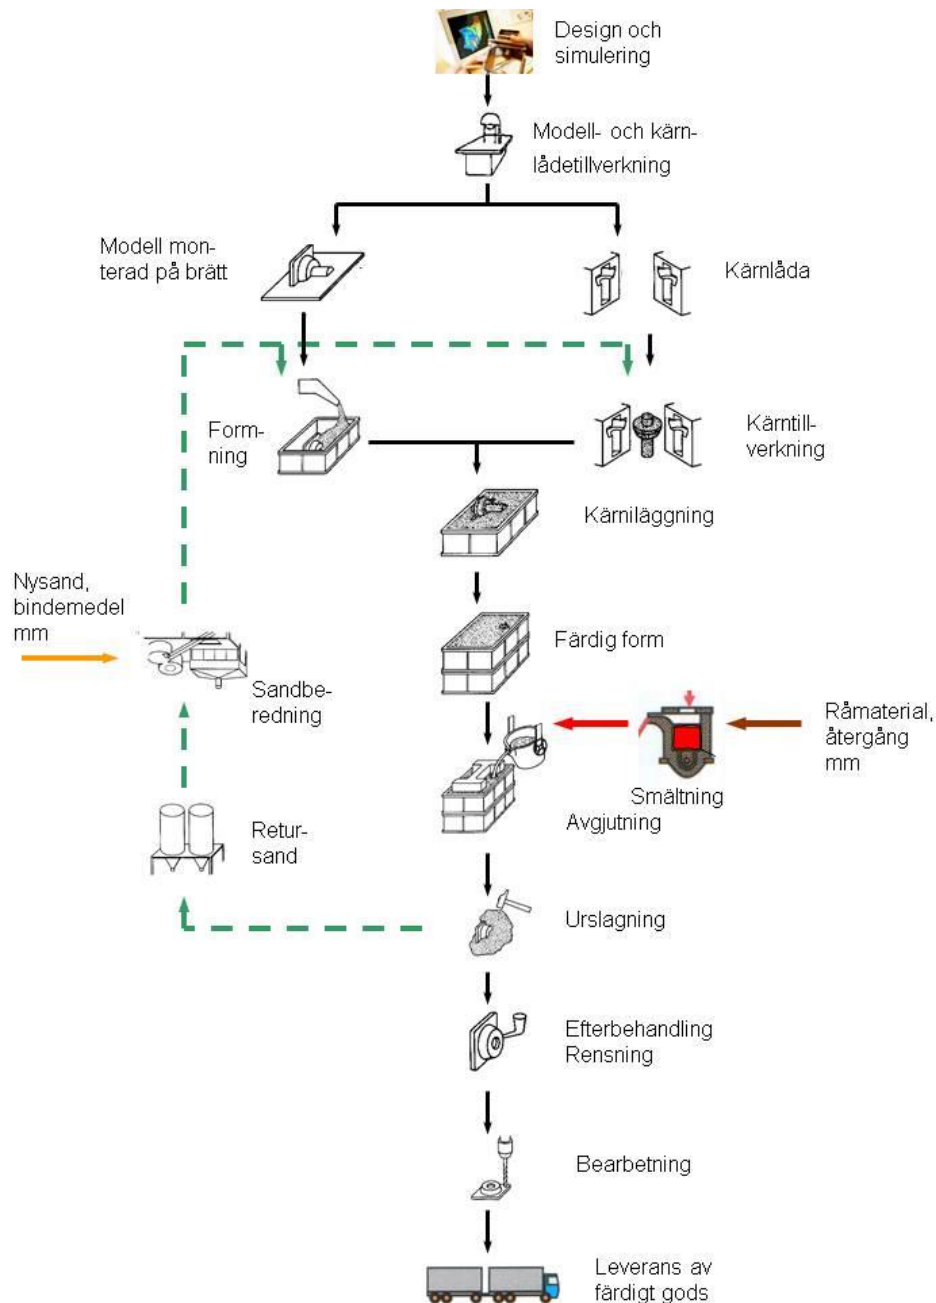 Design och
simulering
Modell- och kärn-
lådetillverkning
Modell mon-
terad på brätt
Kärnlåda
Form-
ning
Kärntill-
verkning
Kärniläggning
Nysand,
bindemedel
mm
Färdig form
Sandbe-
redning
Råmaterial,
återgång
mm
Smältning
Avgjutning
Retur-
sand
Urslagning
Efterbehandling
Rensning
Bearbetning
Leverans av
färdigt gods